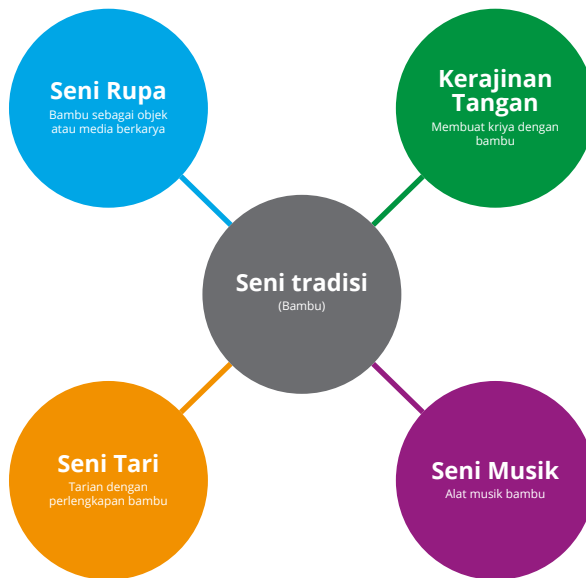 Seni Rupa
Bambu sebagai objek
atau media berkarya
Kerajinan
Tangan
Membuat kriya dengan
bambu
Seni tradisi
(Bambu)
Seni Tari
Tarian dengan
perlengkapan bambu
Seni Musik
Alat musik bambu